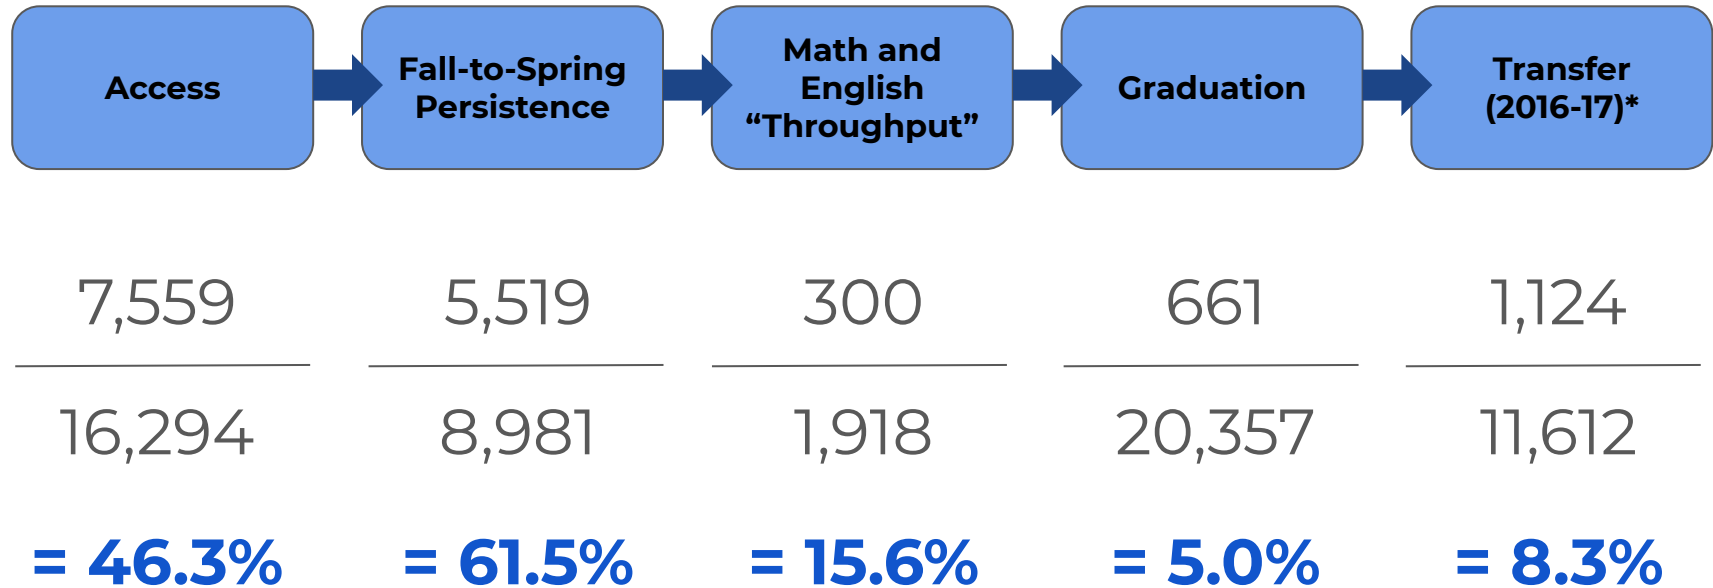 Access
Fall-to-Spring
Persistence
Math and
English
“Throughput”
Graduation
Transfer
(2016-17)*
7,559
5,519
300
661
1,124
16,294
8,981
1,918
20,357
11,612
= 46.3%
= 61.5%
= 15.6%
= 5.0%
= 8.3%